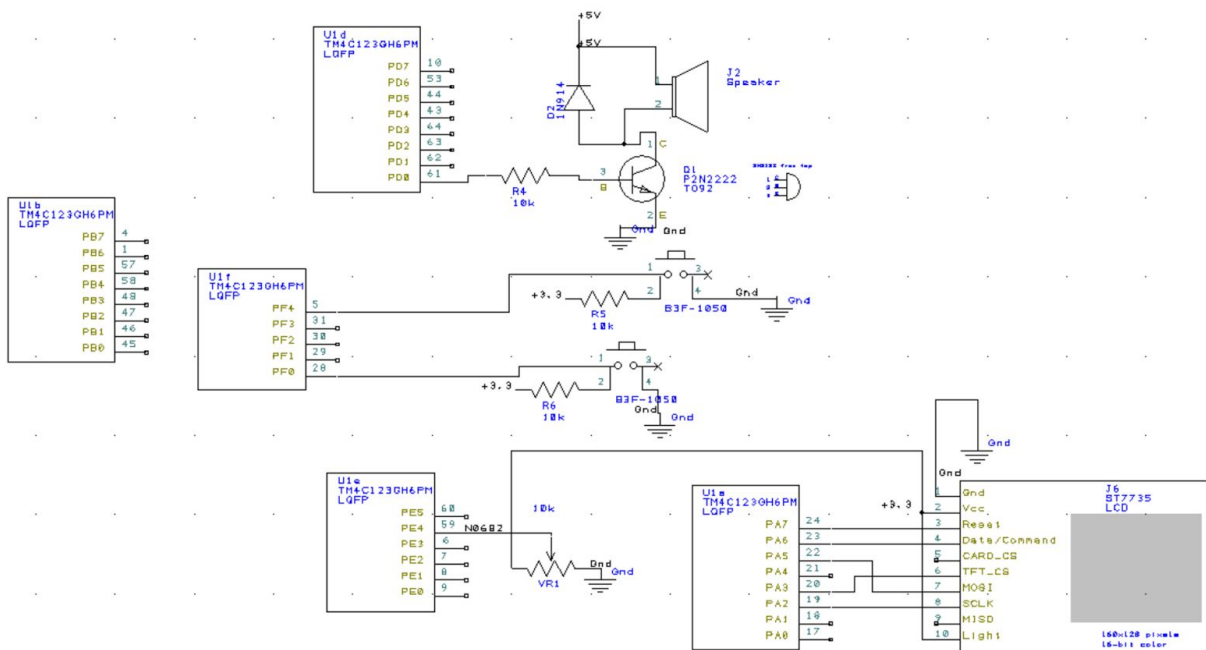 +5V
+5V
U1d
TM4C123GH6PM
LQFP
PD7 10
PD6 53
PD5 44
PD4 43
PD3 64
PD2 63
PD1 62
PD0 61
D2
1N914
1
2
J2
Speaker
R4
10k
3
B
1 C
2 E
Q1
P2N2222
TO92
Gnd
Gnd
U1b
TM4C123GH6PM
LQFP
PB7 4
PB6 1
PB5 57
PB4 58
PB3 48
PB2 47
PB1 46
PB0 45
U1f
TM4C123GH6PM
LQFP
PF4 5
PF3 31
PF2 30
PF1 29
PF0 28
1
3
2
4
+3.3
R5
10k
B3F-1050
Gnd
Gnd
1
3
2
4
+3.3
R6
10k
B3F-1050
Gnd
Gnd
U1e
TM4C123GH6PM
LQFP
PE5 60
PE4 59
PE3 6
PE2 7
PE1 8
PE0 9
N0682
10k
VR1
Gnd
Gnd
U1a
TM4C123GH6PM
LQFP
PA7 24
PA6 23
PA5 22
PA4 21
PA3 20
PA2 19
PA1 18
PA0 17
Gnd
Gnd
+3.3
J6
ST7735
LCD
1 Gnd
2 Vcc
3 Reset
4 Data/Command
5 CARD_CS
6 TFT_CS
7 MOSI
8 SCLK
9 MISO
10 Light
160x128 pixels
16-bit color